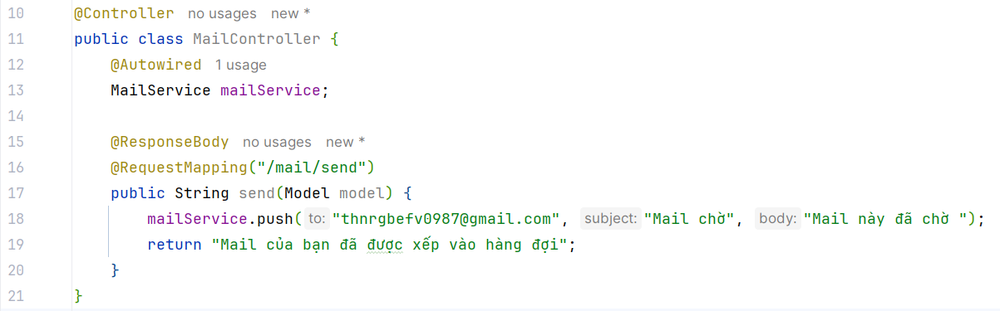 10 @Controller no usages new *
11 public class MailController {
12 @Autowired 1 usage
13 MailService mailService;
14
15 @ResponseBody no usages new *
16 @RequestMapping("/mail/send")
17 public String send(Model model) {
18 mailService.push( to: "thnrgbefv0987@gmail.com", subject: "Mail chờ", body: "Mail này đã chờ ");
19 return "Mail của bạn đã được xếp vào hàng đợi";
20 }
21 }